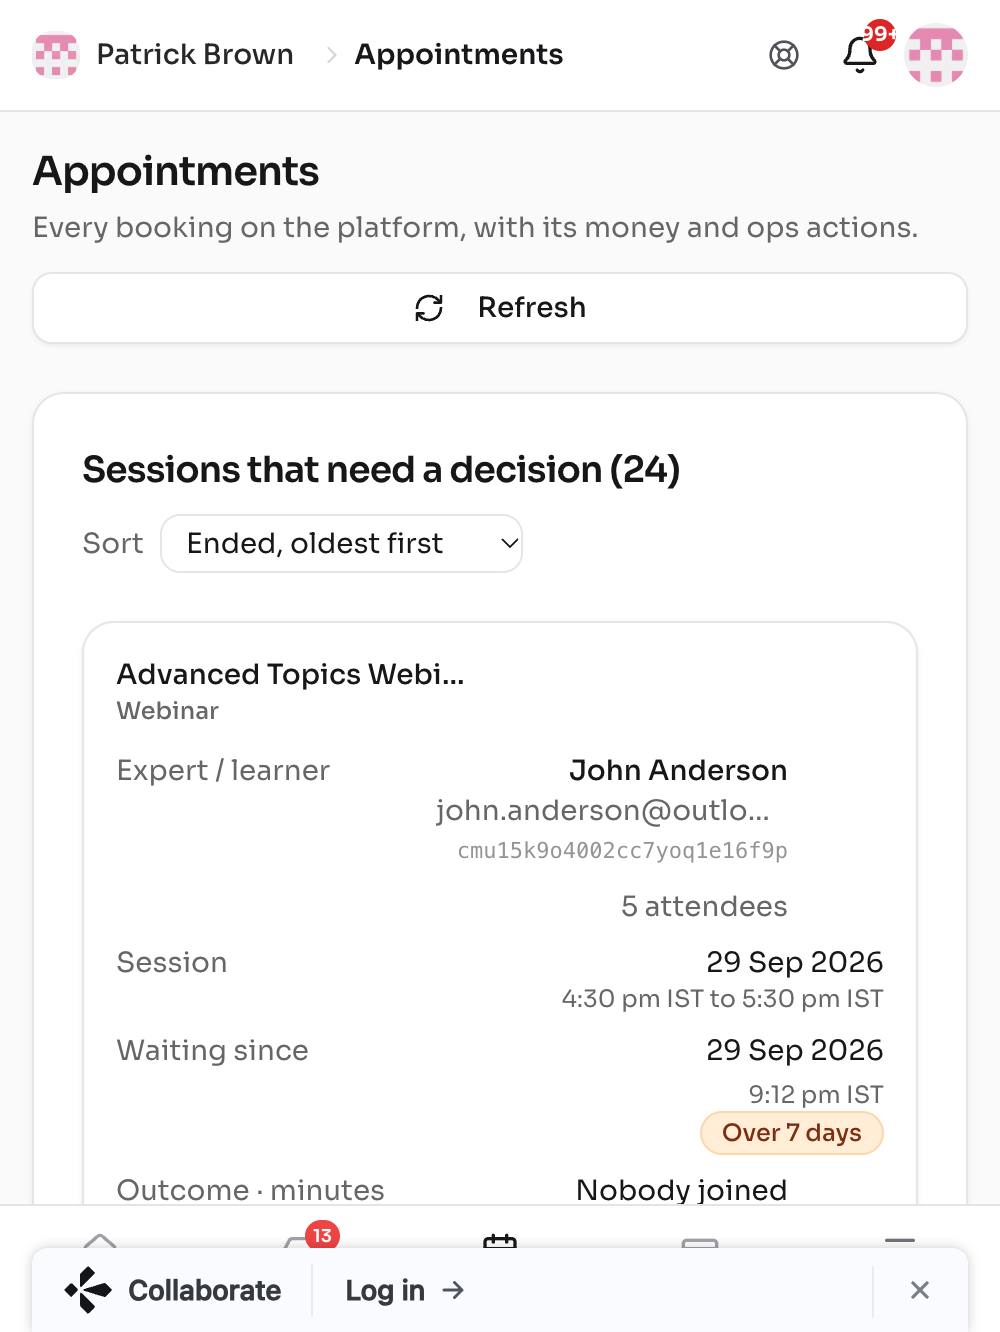 Patrick Brown > Appointments
99+
Appointments
Every booking on the platform, with its money and ops actions.
Refresh
Sessions that need a decision (24)
Sort Ended, oldest first
Advanced Topics Webi...
Webinar
Expert / learner John Anderson
john.anderson@outlo...
cmu15k9o4002cc7yoq1e16f9p
5 attendees
Session 29 Sep 2026
4:30 pm IST to 5:30 pm IST
Waiting since 29 Sep 2026
9:12 pm IST
Over 7 days
Outcome · minutes Nobody joined
13
Collaborate Log in →